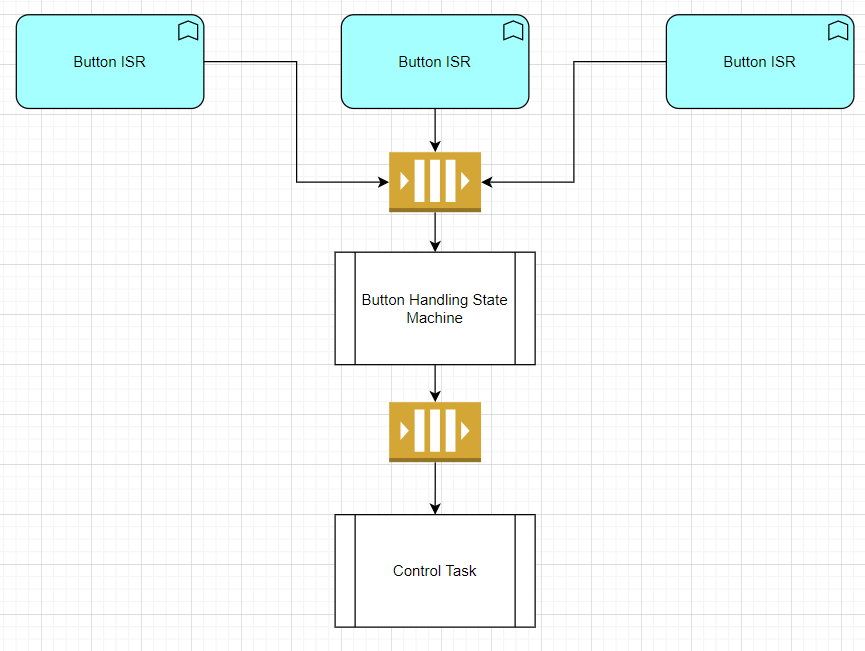 Button ISR
Button ISR
Button ISR
Button Handling State
Machine
Control Task